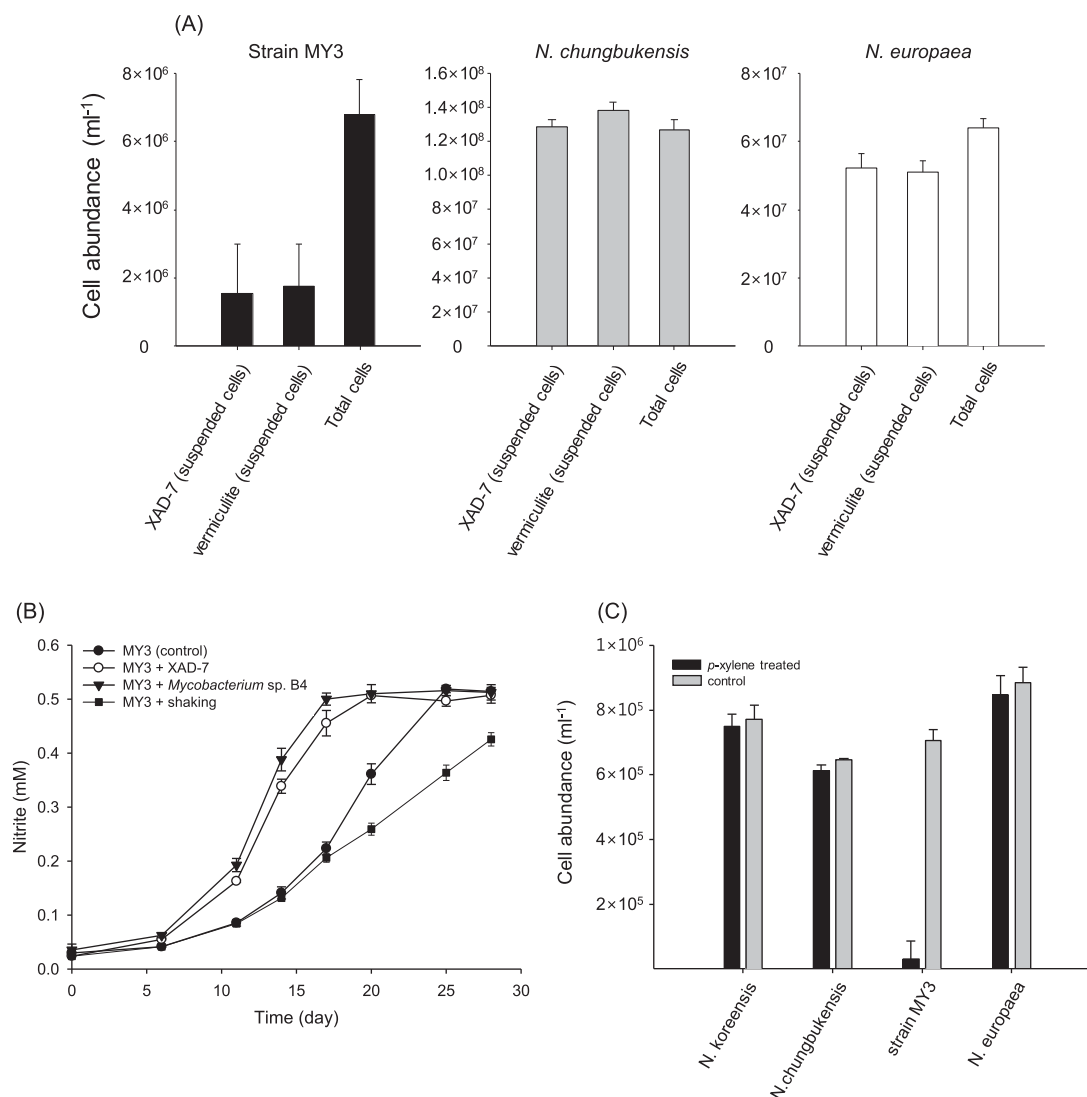 (A)
Strain MY3
N. chungbukensis
N. europaea
Cell abundance (ml⁻¹)
8×10⁶
6×10⁶
4×10⁶
2×10⁶
0
1.6×10⁸
1.4×10⁸
1.2×10⁸
1.0×10⁸
8×10⁷
6×10⁷
4×10⁷
2×10⁷
0
8×10⁷
6×10⁷
4×10⁷
2×10⁷
0
XAD-7 (suspended cells)
vermiculite (suspended cells)
Total cells
XAD-7 (suspended cells)
vermiculite (suspended cells)
Total cells
XAD-7 (suspended cells)
vermiculite (suspended cells)
Total cells
(B)
MY3 (control)
MY3 + XAD-7
MY3 + Mycobacterium sp. B4
MY3 + shaking
Nitrite (mM)
0.6
0.5
0.4
0.3
0.2
0.1
0.0
0 5 10 15 20 25 30
Time (day)
(C)
p-xylene treated
control
Cell abundance (ml⁻¹)
1×10⁶
8×10⁵
6×10⁵
4×10⁵
2×10⁵
N. koreensis
N.chungbukensis
strain MY3
N. europaea